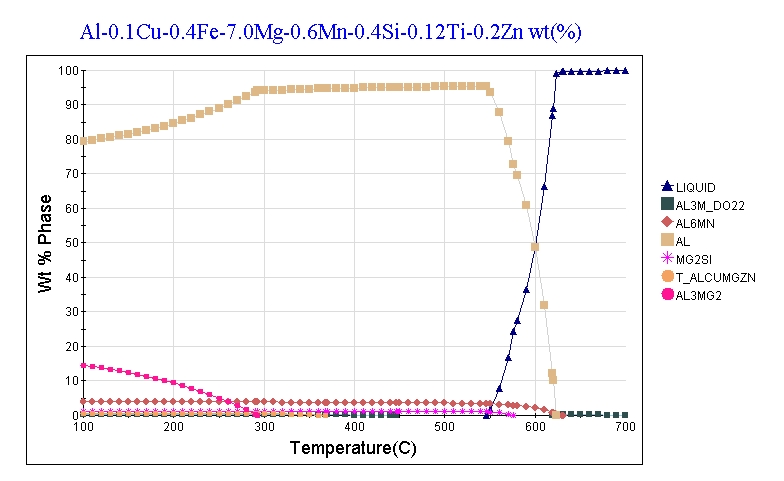 Al-0.1Cu-0.4Fe-7.0Mg-0.6Mn-0.4Si-0.12Ti-0.2Zn wt(%)
100
90
80
70
60
50
40
30
20
10
0
Wt % Phase
100 200 300 400 500 600 700
Temperature(C)
LIQUID
AL3M_DO22
AL6MN
AL
MG2SI
T_ALCUMGZN
AL3MG2